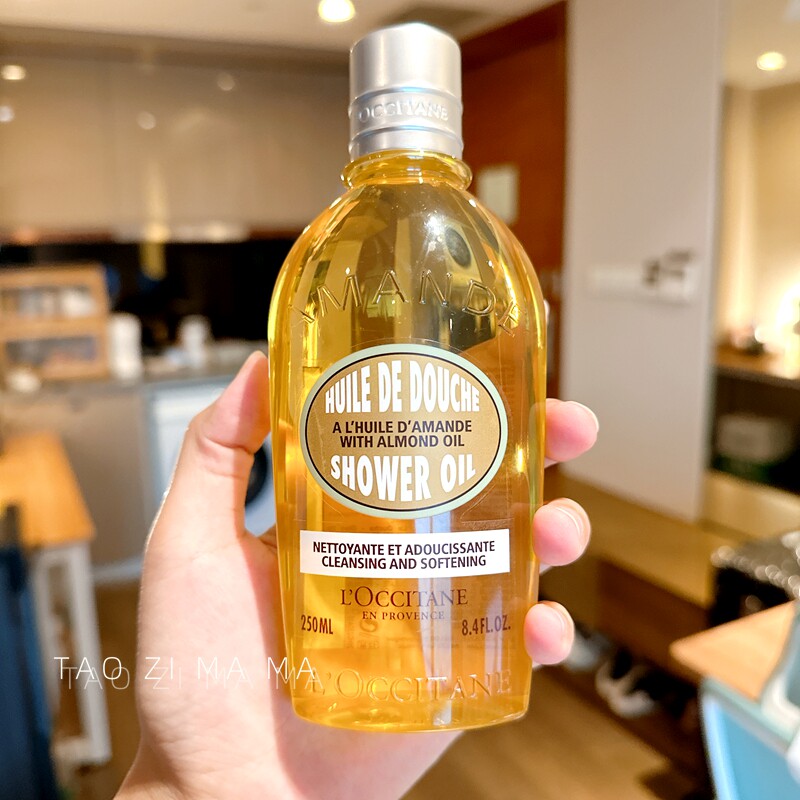 L'OCCITANE
AMANDE
HUILE DE DOUCHE
A L'HUILE D'AMANDE
WITH ALMOND OIL
SHOWER OIL
NETTOYANTE ET ADOUCISSANTE
CLEANSING AND SOFTENING
L'OCCITANE
EN PROVENCE
250ML 8.4FL.OZ.
TAO ZI MA MA
L'OCCITANE